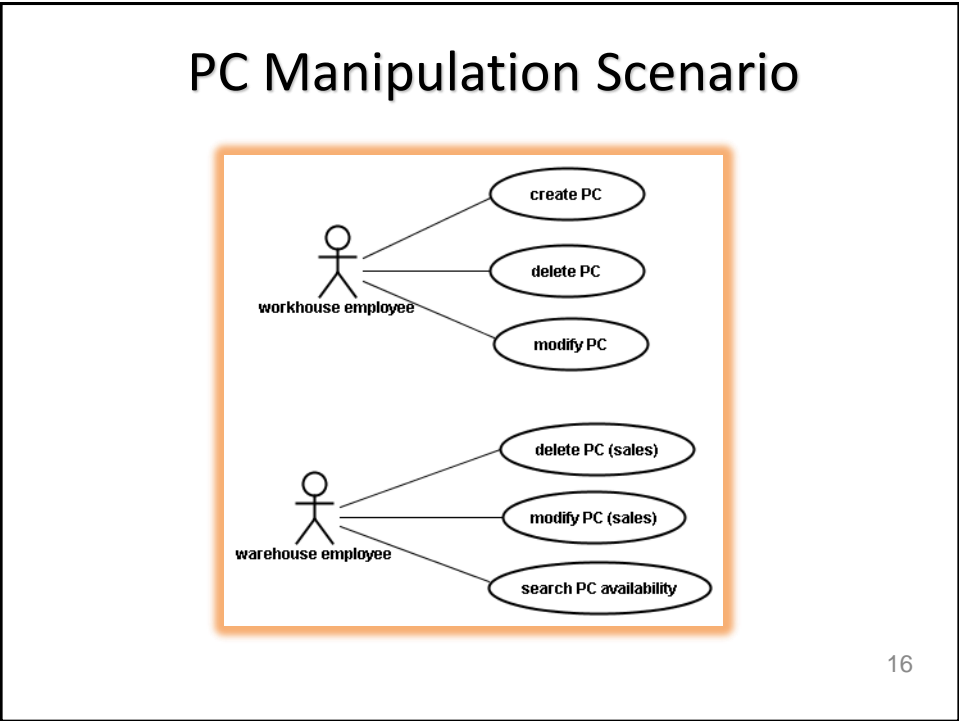 PC Manipulation Scenario
create PC
delete PC
workhouse employee
modify PC
delete PC (sales)
modify PC (sales)
warehouse employee
search PC availability
16